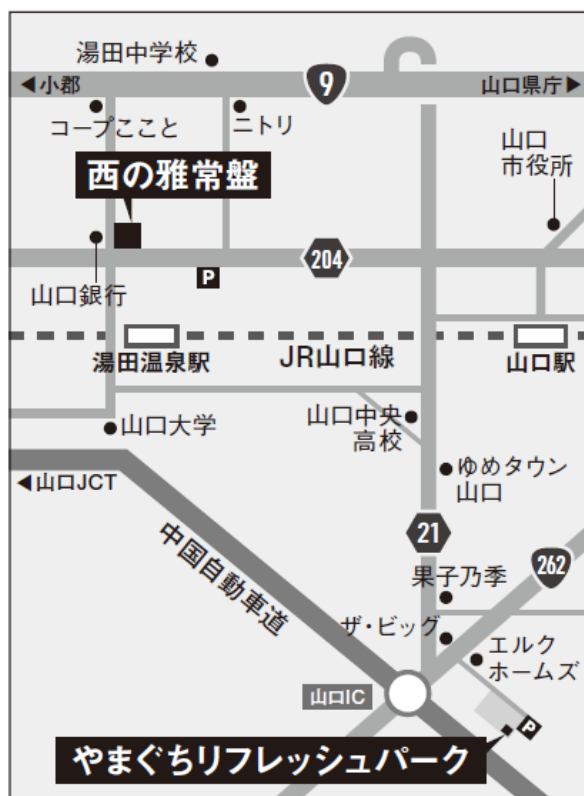 湯田中学校
◀小郡
9
山口県庁▶
コープこと
ニトリ
山口
市役所
西の雅常盤
204
P
山口銀行
湯田温泉駅
JR山口線
山口駅
山口大学
山口中央
高校
◀山口JCT
ゆめタウン
山口
中国自動車道
21
262
果子乃季
ザ・ビッグ
エルク
ホームズ
山口IC
P
やまぐちリフレッシュパーク